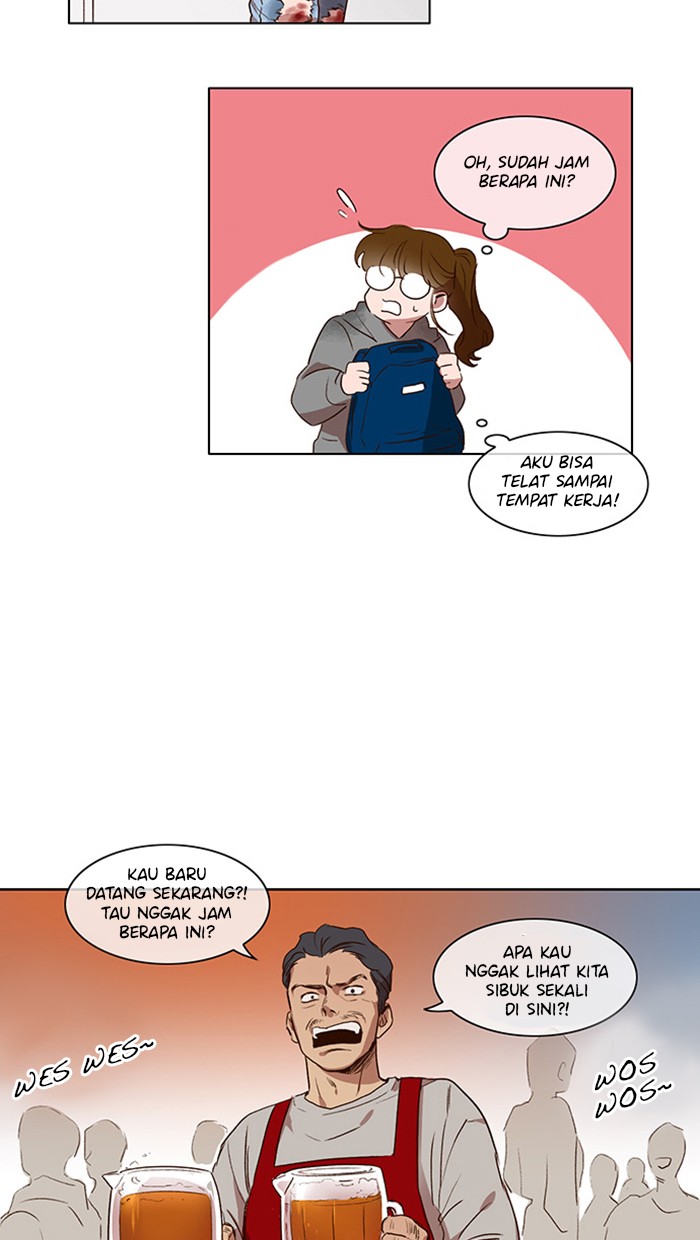 OH, SUDAH JAM
BERAPA INI?
AKU BISA
TELAT SAMPAI
TEMPAT KERJA!
KAU BARU
DATANG SEKARANG?!
TAU NGGAK JAM
BERAPA INI?
APA KAU
NGGAK LIHAT KITA
SIBUK SEKALI
DI SINI?!
WES WES~
WOS
WOS~